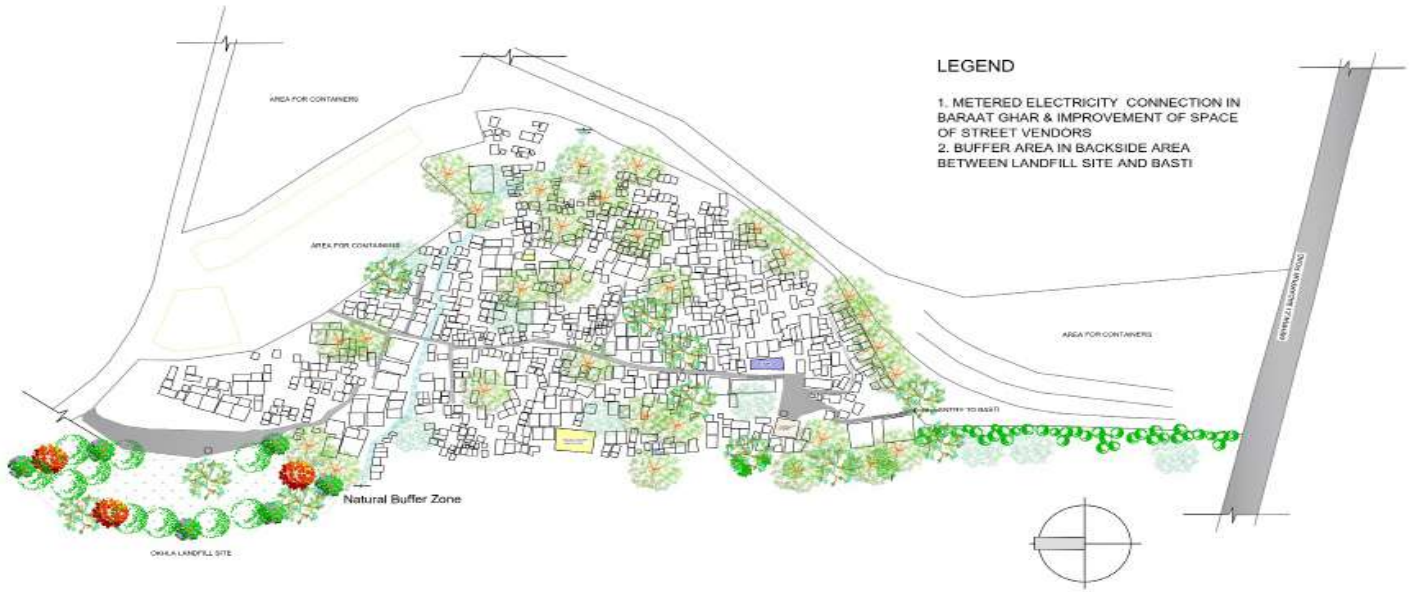 LEGEND
1. METERED ELECTRICITY CONNECTION IN
BARAAT GHAR & IMPROVEMENT OF SPACE
OF STREET VENDORS
2. BUFFER AREA IN BACKSIDE AREA
BETWEEN LANDFILL SITE AND BASTI
AREA FOR CONTAINERS
AREA FOR CONTAINERS
AREA FOR CONTAINERS
ENTRY TO BASTI
Natural Buffer Zone
OKHLA LANDFILL SITE